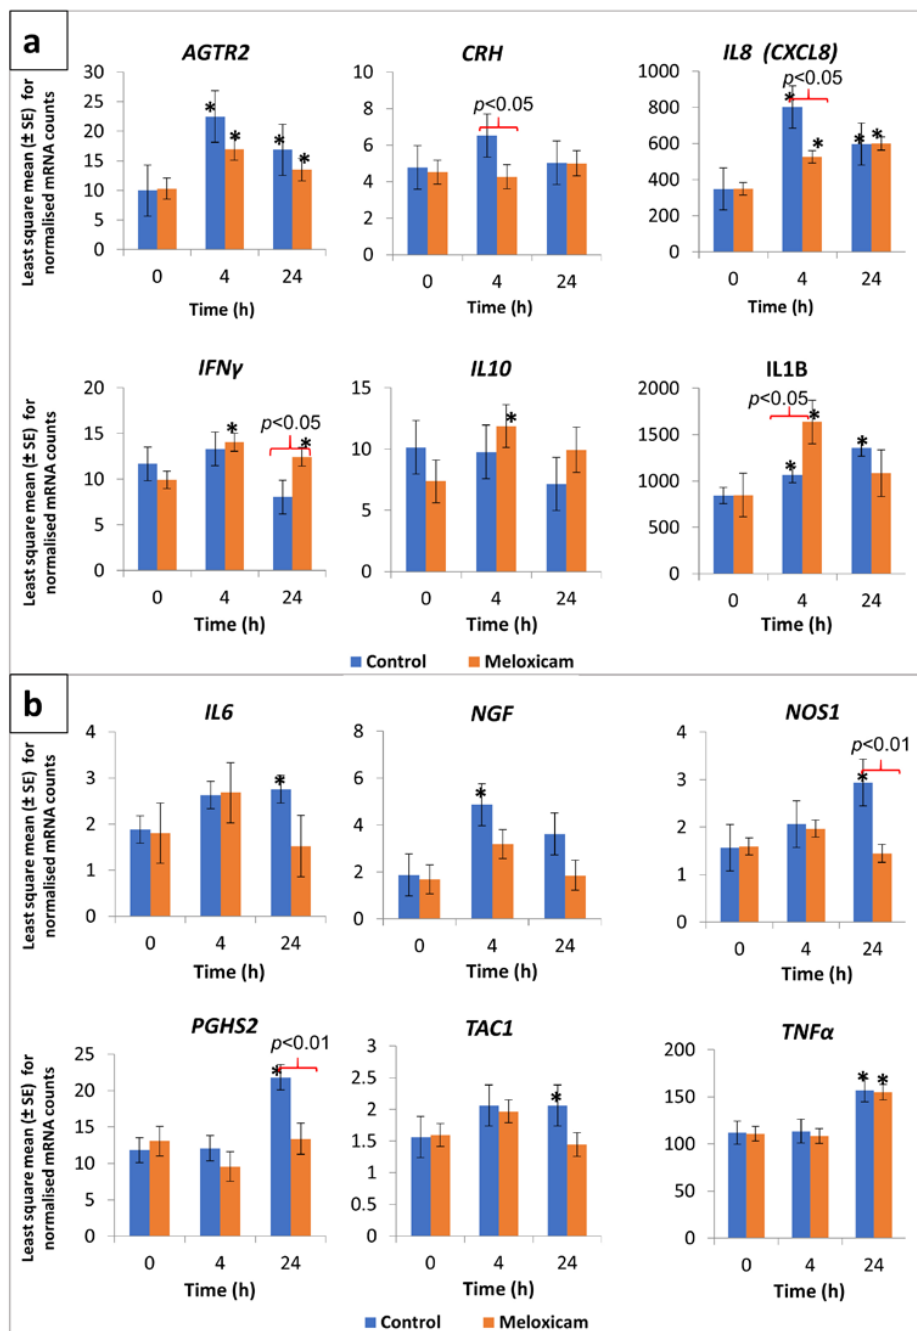 a
AGTR2
CRH
IL8 (CXCL8)
Least square mean (± SE) for
normalised mRNA counts
30
25
20
15
10
5
0
*
*
*
*
0 4 24
Time (h)
10
8
6
4
2
0
p<0.05
0 4 24
Time (h)
1000
800
600
400
200
0
p<0.05
*
*
*
*
0 4 24
Time (h)
IFNγ
IL10
IL1B
Least square mean (± SE) for
normalised mRNA counts
20
15
10
5
0
*
p<0.05
*
0 4 24
Time (h)
15
10
5
0
*
0 4 24
Time (h)
2000
1500
1000
500
0
p<0.05
*
*
*
0 4 24
Time (h)
Control Meloxicam
b
IL6
NGF
NOS1
Least square mean (± SE) for
normalised mRNA counts
4
3
2
1
0
*
0 4 24
Time (h)
8
6
4
2
0
*
0 4 24
Time (h)
4
3
2
1
0
p<0.01
*
0 4 24
Time (h)
PGHS2
TAC1
TNFα
Least square mean (± SE) for
normalised mRNA counts
25
20
15
10
5
0
p<0.01
*
0 4 24
Time (h)
3
2.5
2
1.5
1
0.5
0
*
0 4 24
Time (h)
200
150
100
50
0
*
*
0 4 24
Time (h)
Control Meloxicam